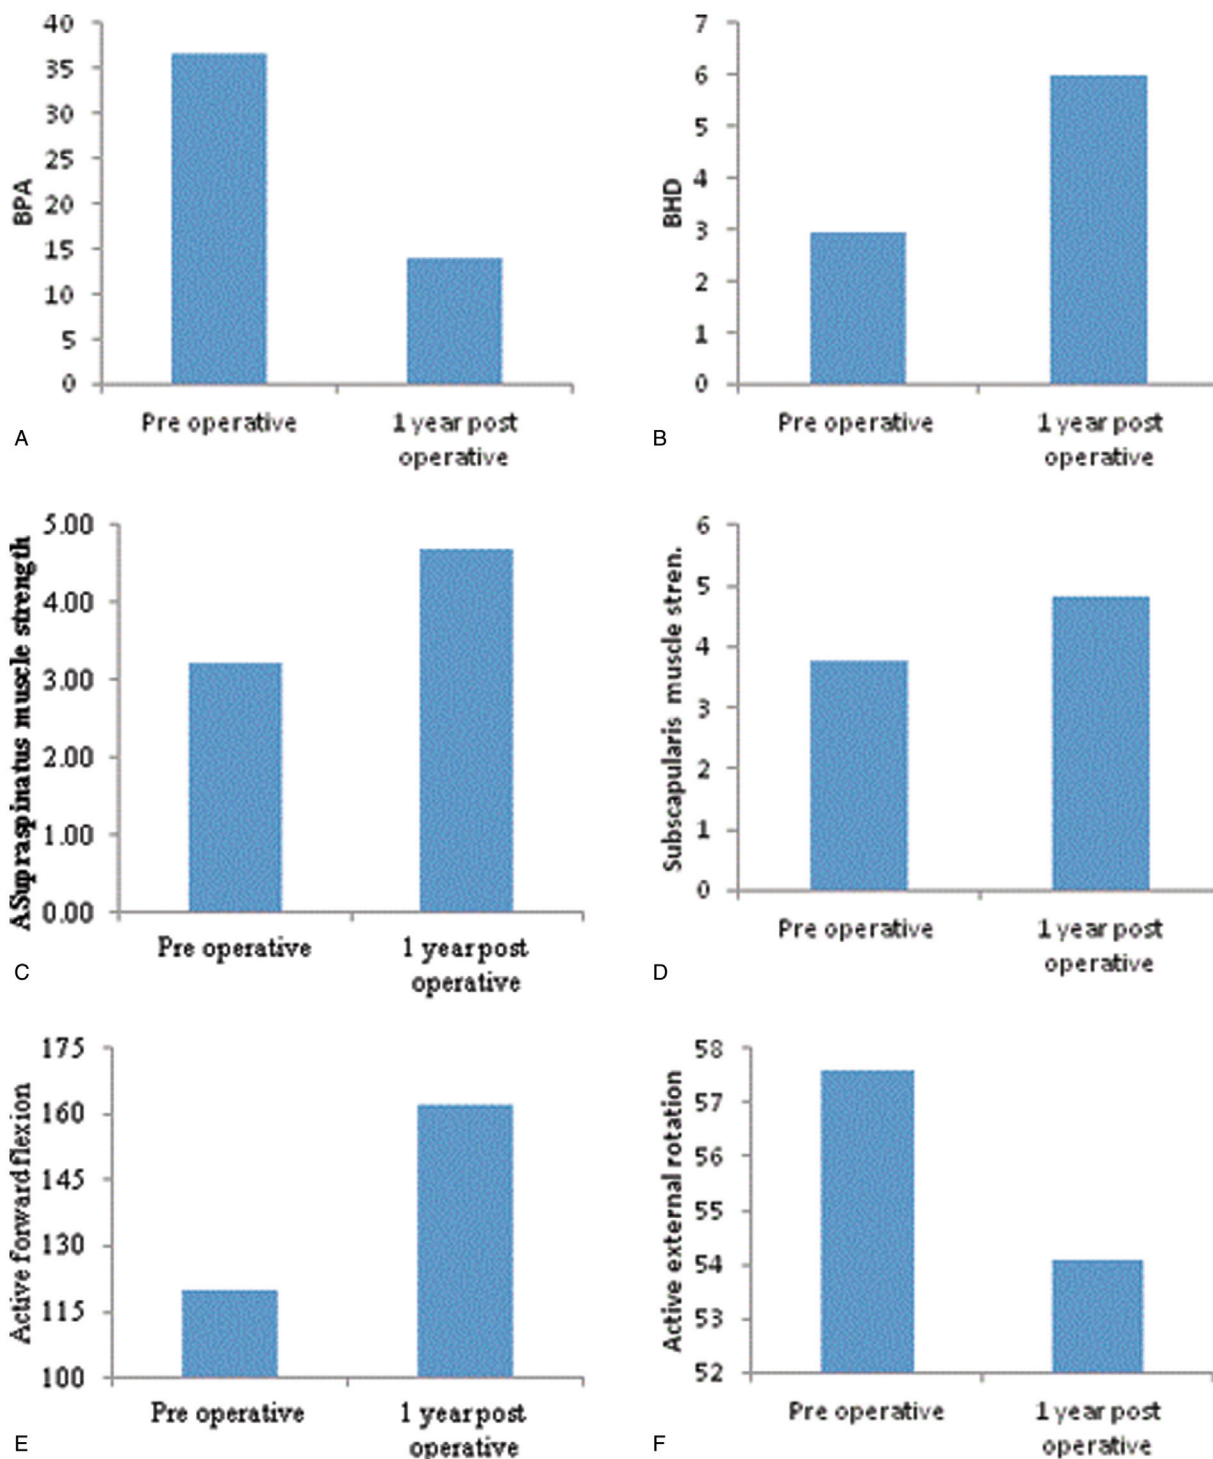 40
35
30
25
20
15
10
5
0
BPA
Pre operative
1 year post
operative
A
7
6
5
4
3
2
1
0
BHD
Pre operative
1 year post
operative
B
5.00
4.00
3.00
2.00
1.00
0.00
ASupraspinatus muscle strength
Pre operative
1 year post
operative
C
6
5
4
3
2
1
0
Subscapularis muscle stren.
Pre operative
1 year post
operative
D
175
160
145
130
115
100
Active forward flexion
Pre operative
1 year post
operative
E
58
57
56
55
54
53
52
Active external rotation
Pre operative
1 year post
operative
F